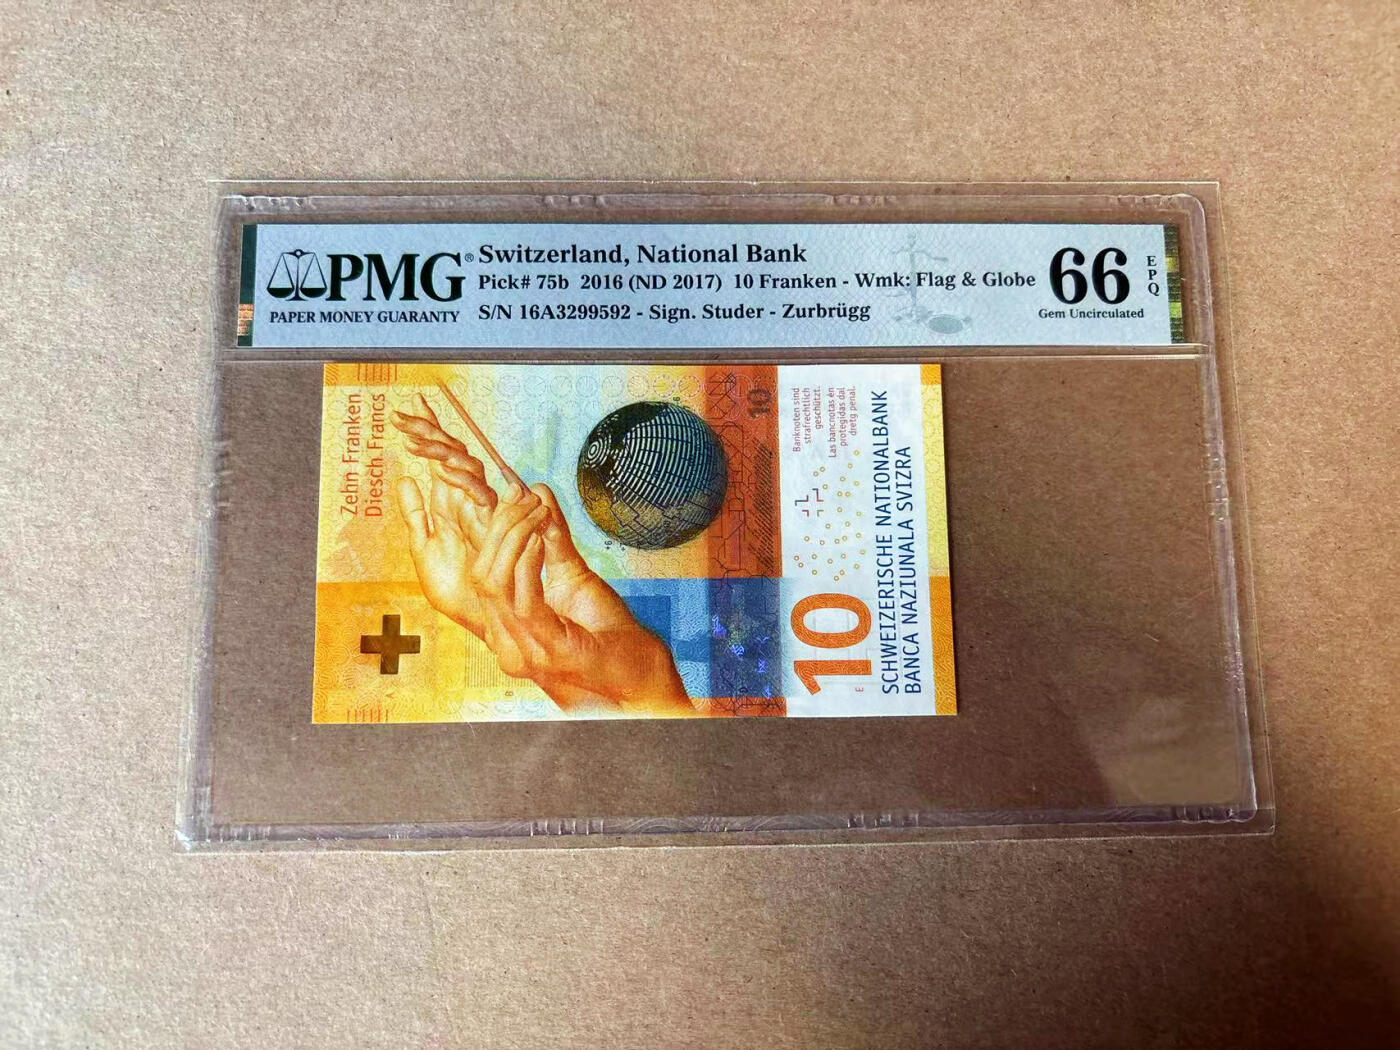 PMG®
PAPER MONEY GUARANTY
Switzerland, National Bank
Pick# 75b 2016 (ND 2017) 10 Franken - Wmk: Flag & Globe
S/N 16A3299592 - Sign. Studer - Zurbrügg
66
EPQ
Gem Uncirculated
Zehn Franken
Diesch Francs
10
Banknoten sind
strafrechtlich
geschützt.
Las bancnotas èn
protegidas dal
dretg penal.
10
SCHWEIZERISCHE NATIONALBANK
BANCA NAZIUNALA SVIZRA
A
B
E